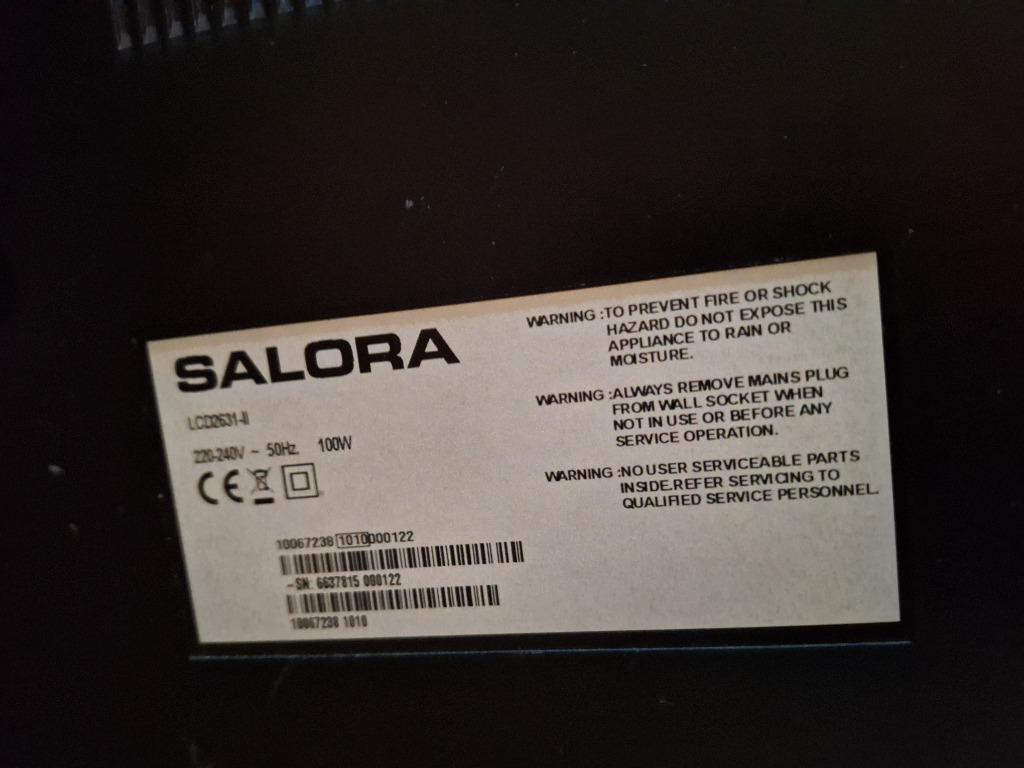 SALORA
LCD2631-II
220-240V ~ 50Hz. 100W
CE
10067238 1010000122
-SN: 6637815 000122
10067238 1010
WARNING :TO PREVENT FIRE OR SHOCK
HAZARD DO NOT EXPOSE THIS
APPLIANCE TO RAIN OR
MOISTURE.
WARNING :ALWAYS REMOVE MAINS PLUG
FROM WALL SOCKET WHEN
NOT IN USE OR BEFORE ANY
SERVICE OPERATION.
WARNING :NO USER SERVICEABLE PARTS
INSIDE.REFER SERVICING TO
QUALIFIED SERVICE PERSONNEL.